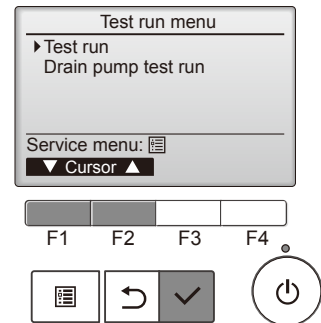 Test run menu
Test run
Drain pump test run
Service menu:
▼ Cursor ▲
F1 F2 F3 F4